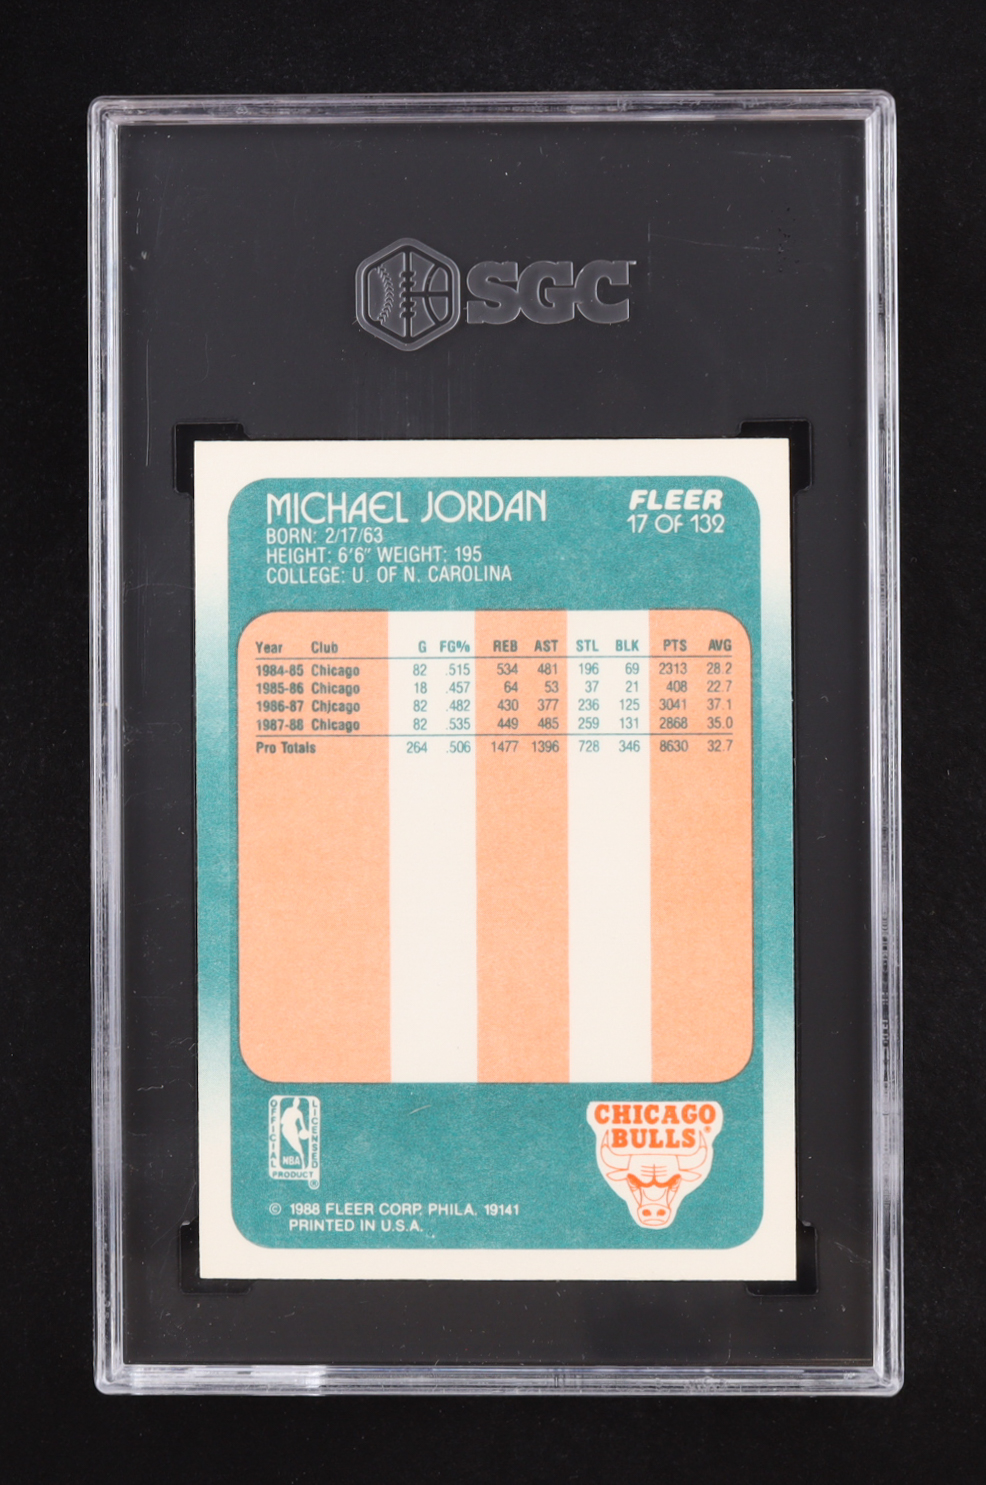 SGC
MICHAEL JORDAN
FLEER
17 OF 132
BORN: 2/17/63
HEIGHT: 6'6" WEIGHT: 195
COLLEGE: U. OF N. CAROLINA
Year Club G FG% REB AST STL BLK PTS AVG
1984-85 Chicago 82 .515 534 481 196 69 2313 28.2
1985-86 Chicago 18 .457 64 53 37 21 408 22.7
1986-87 Chicago 82 .482 430 377 236 125 3041 37.1
1987-88 Chicago 82 .535 449 485 259 131 2868 35.0
Pro Totals 264 .506 1477 1396 728 346 8630 32.7
OFFICIAL
LICENSED
NBA
PRODUCT
®
CHICAGO
BULLS®
© 1988 FLEER CORP. PHILA. 19141
PRINTED IN U.S.A.